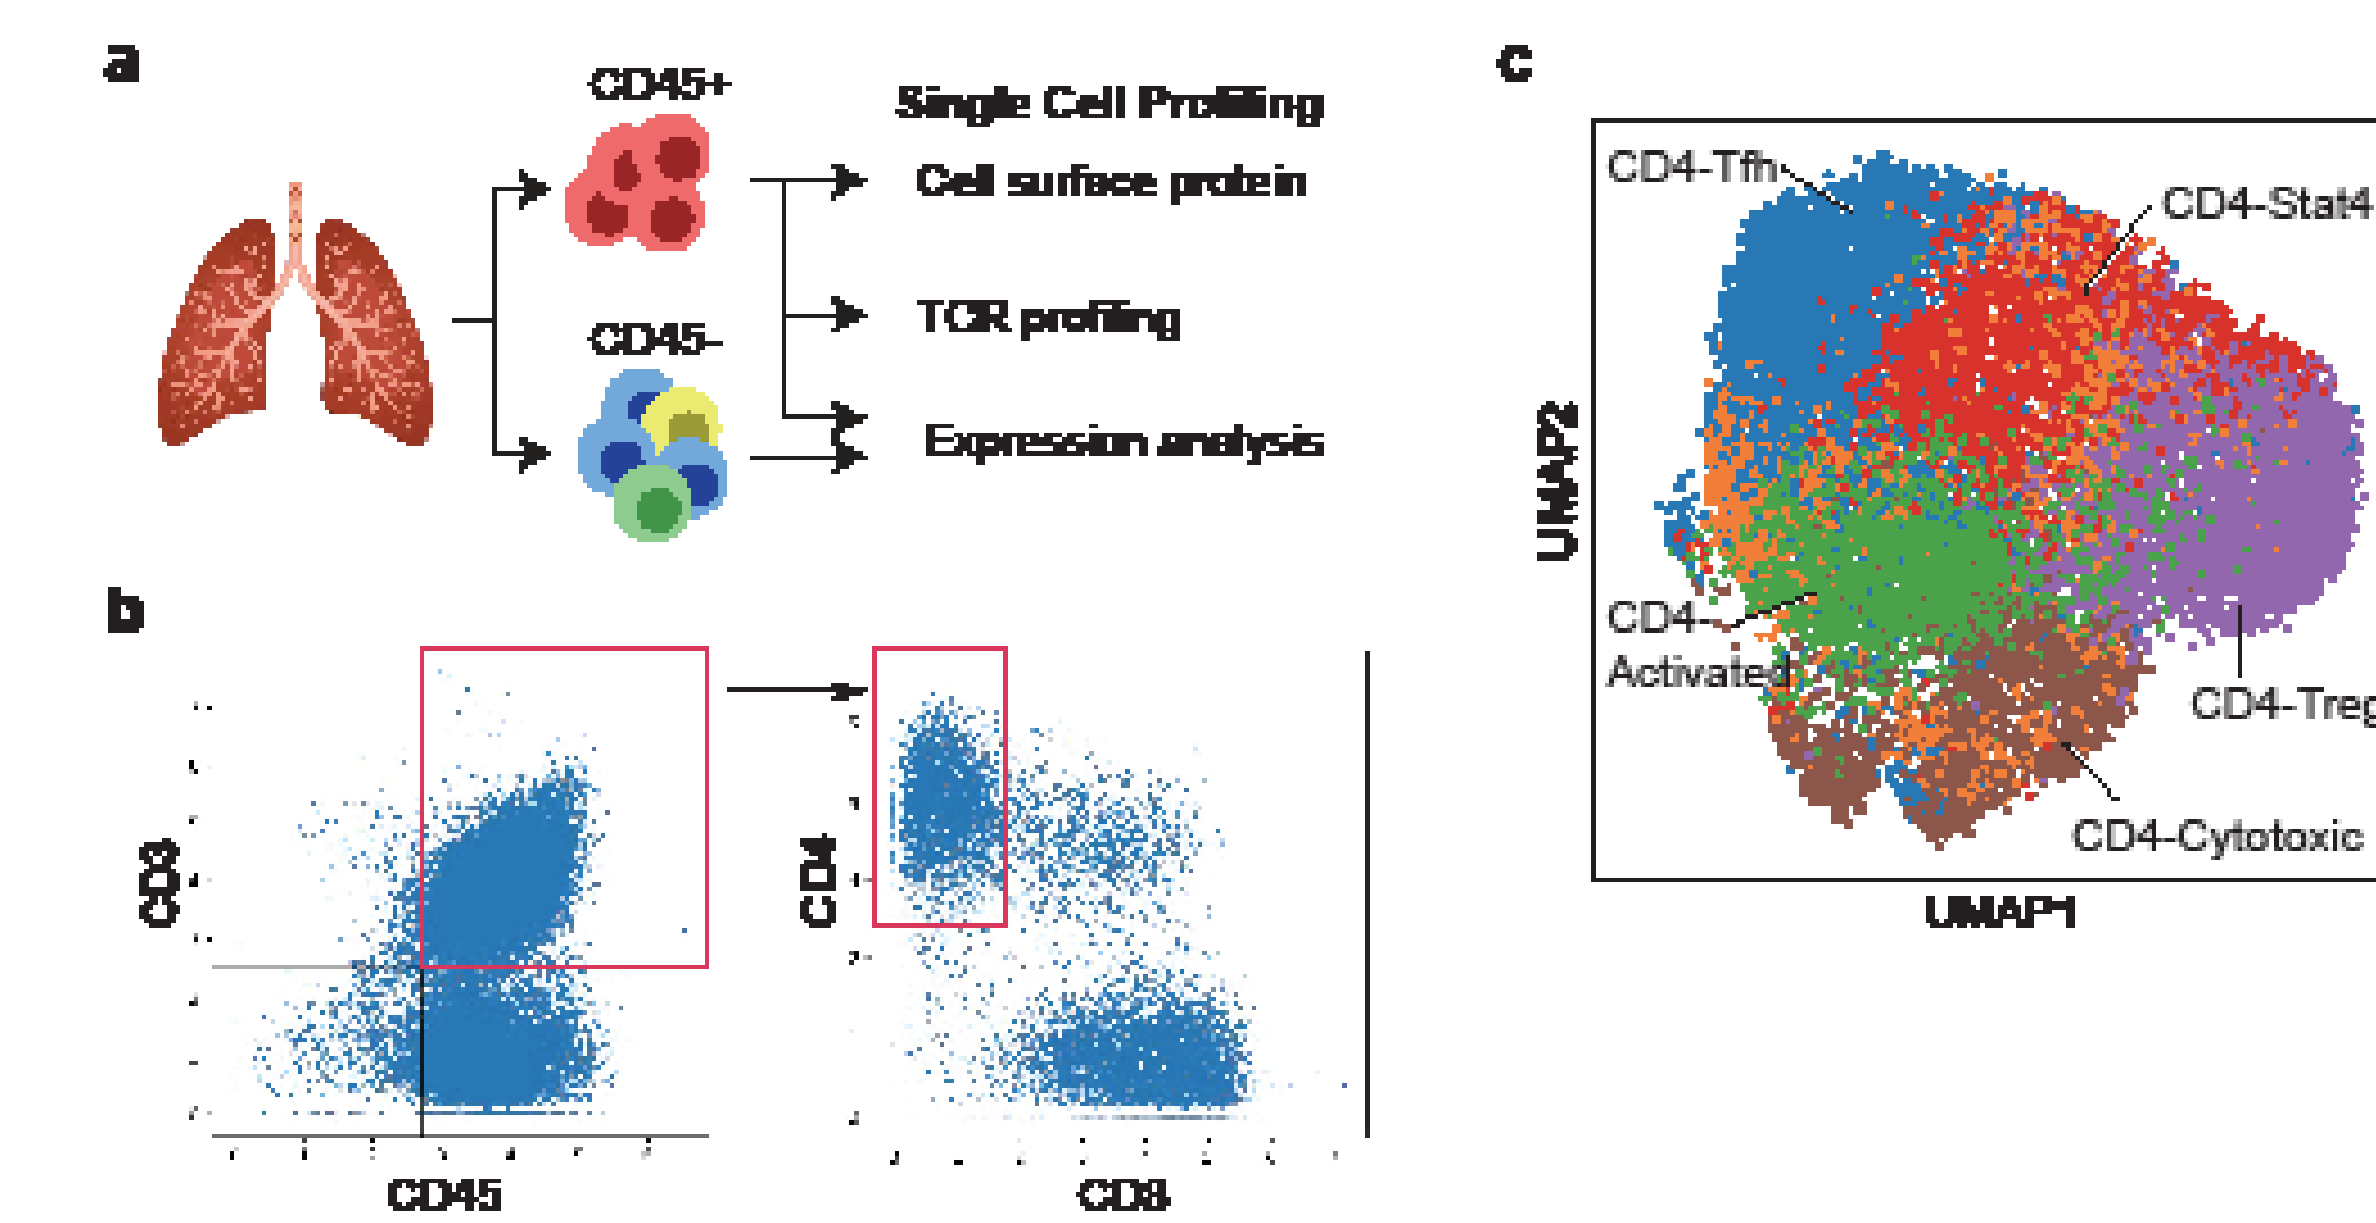 a
CD45+
Single Cell Profiling
Cell surface protein
TCR profiling
CD45-
Expression analysis
b
CD3
CD45
CD4
CD8
c
CD4-Tfh
CD4-Stat4
UMAP2
CD4-
Activated
CD4-Treg
CD4-Cytotoxic
UMAP1